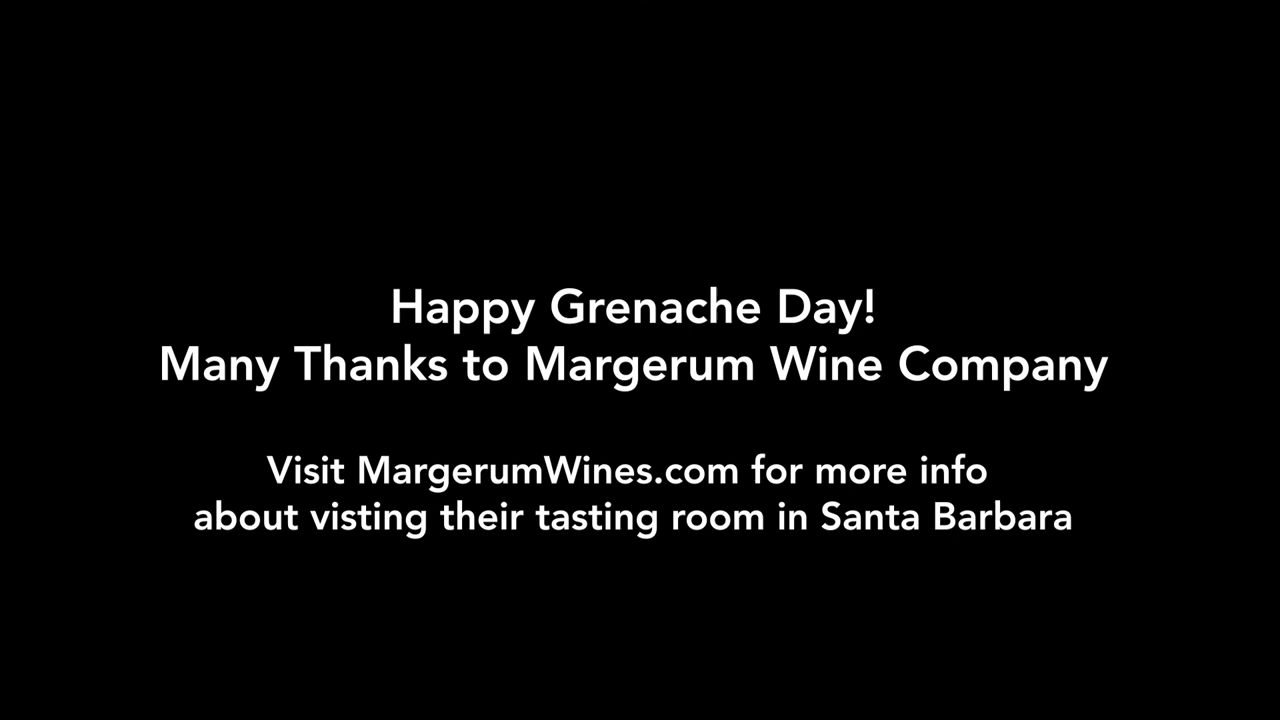 Happy Grenache Day!
Many Thanks to Margerum Wine Company
Visit MargerumWines.com for more info
about visting their tasting room in Santa Barbara